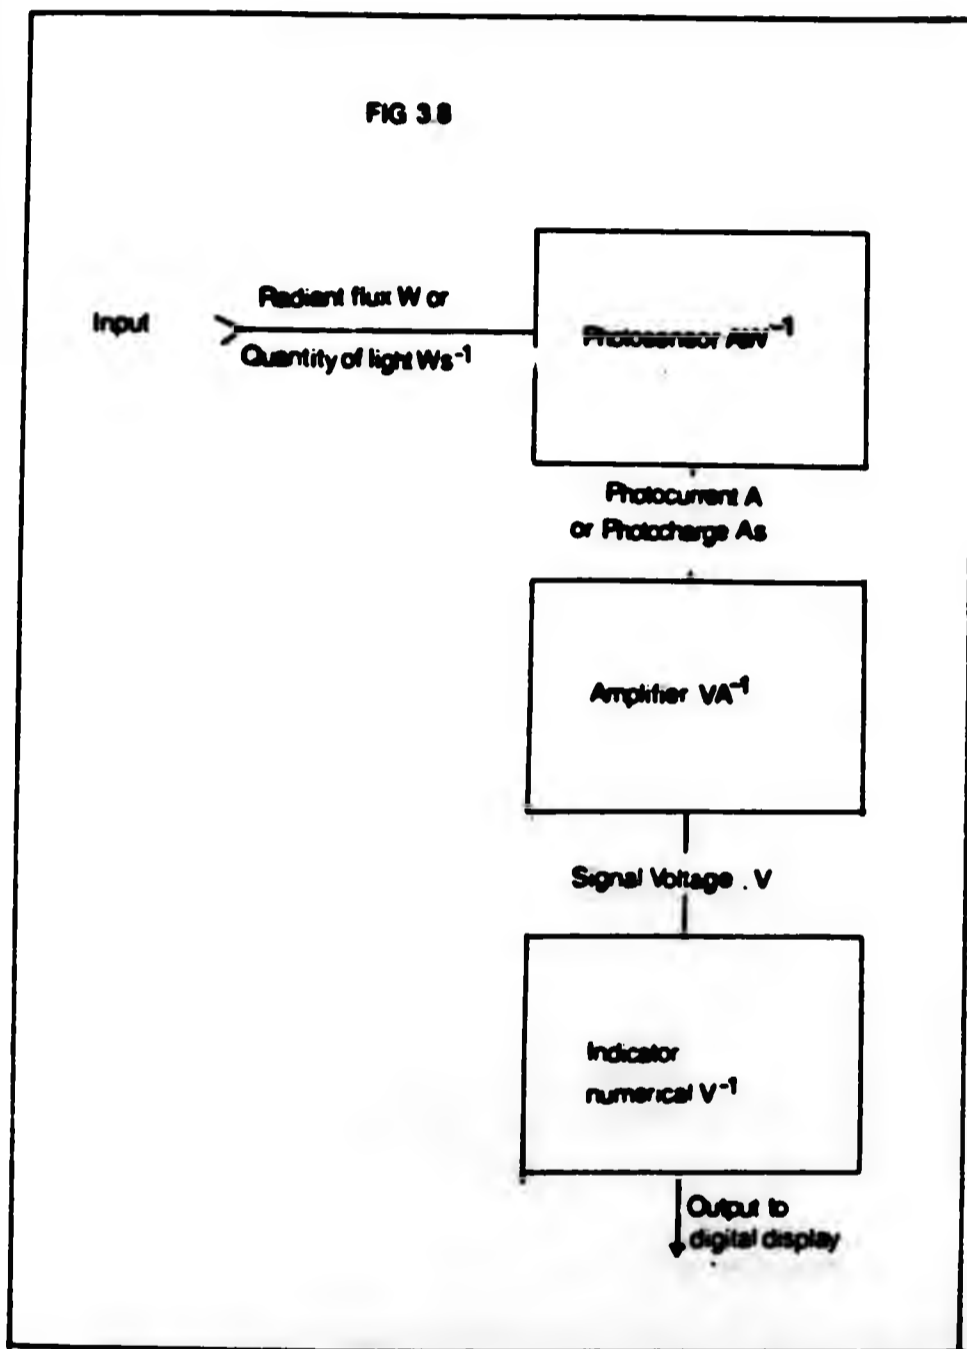 FIG 3.8
Input
Radiant flux W or
Quantity of light Ws⁻¹
Photosensor AW⁻¹
Photocurrent A
or Photocharge As
Amplifier VA⁻¹
Signal Voltage . V
Indicator
numerical V⁻¹
Output to
digital display